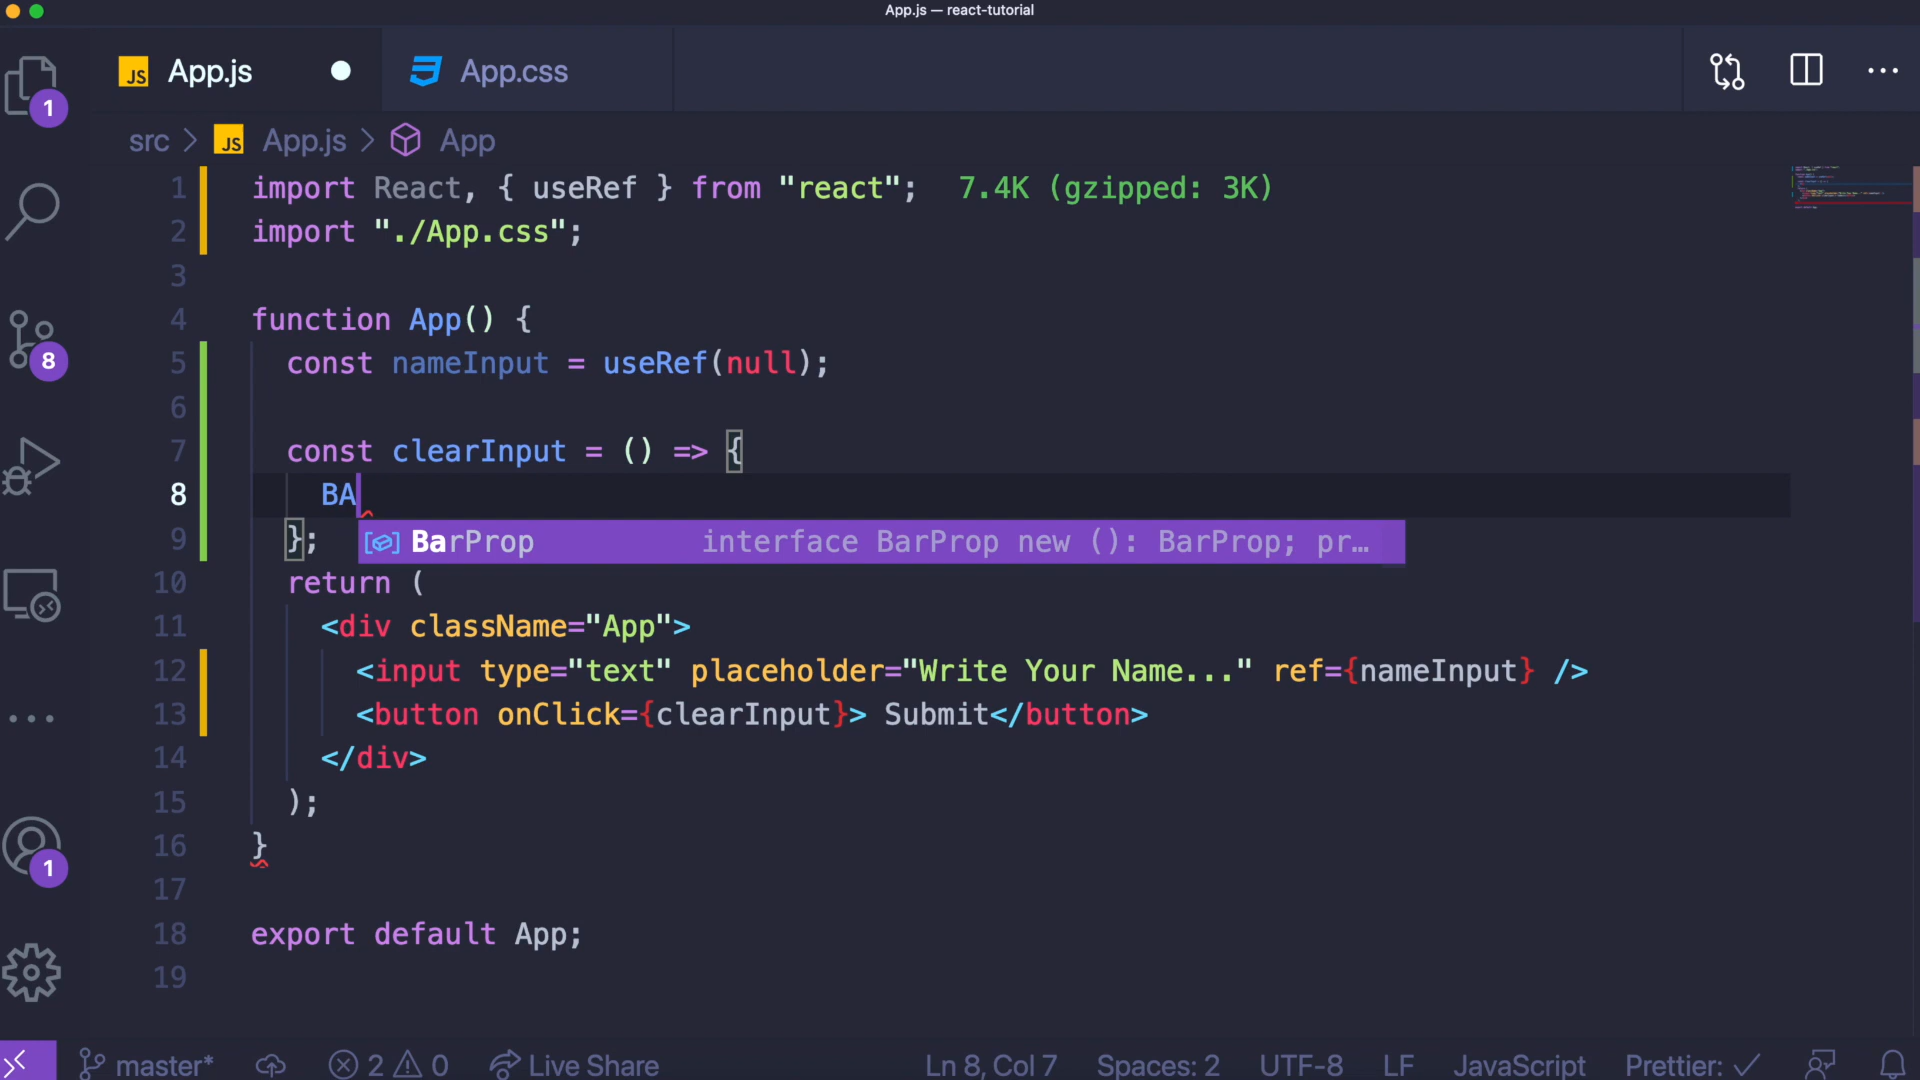 App.js — react-tutorial
JS App.js
App.css
src > JS App.js > App
1 import React, { useRef } from "react"; 7.4K (gzipped: 3K)
2 import "./App.css";
3
4 function App() {
5 const nameInput = useRef(null);
6
7 const clearInput = () => {
8 BA
9 };
BarProp interface BarProp new (): BarProp; pr…
10 return (
11 <div className="App">
12 <input type="text" placeholder="Write Your Name..." ref={nameInput} />
13 <button onClick={clearInput}> Submit</button>
14 </div>
15 );
16 }
17
18 export default App;
19
1
8
1
master* 2 0 Live Share Ln 8, Col 7 Spaces: 2 UTF-8 LF JavaScript Prettier: ✓